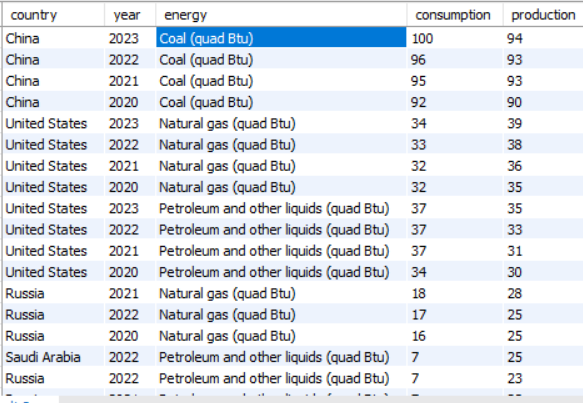 country year energy consumption production
China 2023 Coal (quad Btu) 100 94
China 2022 Coal (quad Btu) 96 93
China 2021 Coal (quad Btu) 95 93
China 2020 Coal (quad Btu) 92 90
United States 2023 Natural gas (quad Btu) 34 39
United States 2022 Natural gas (quad Btu) 33 38
United States 2021 Natural gas (quad Btu) 32 36
United States 2020 Natural gas (quad Btu) 32 35
United States 2023 Petroleum and other liquids (quad Btu) 37 35
United States 2022 Petroleum and other liquids (quad Btu) 37 33
United States 2021 Petroleum and other liquids (quad Btu) 37 31
United States 2020 Petroleum and other liquids (quad Btu) 34 30
Russia 2021 Natural gas (quad Btu) 18 28
Russia 2022 Natural gas (quad Btu) 17 25
Russia 2020 Natural gas (quad Btu) 16 25
Saudi Arabia 2022 Petroleum and other liquids (quad Btu) 7 25
Russia 2022 Petroleum and other liquids (quad Btu) 7 23